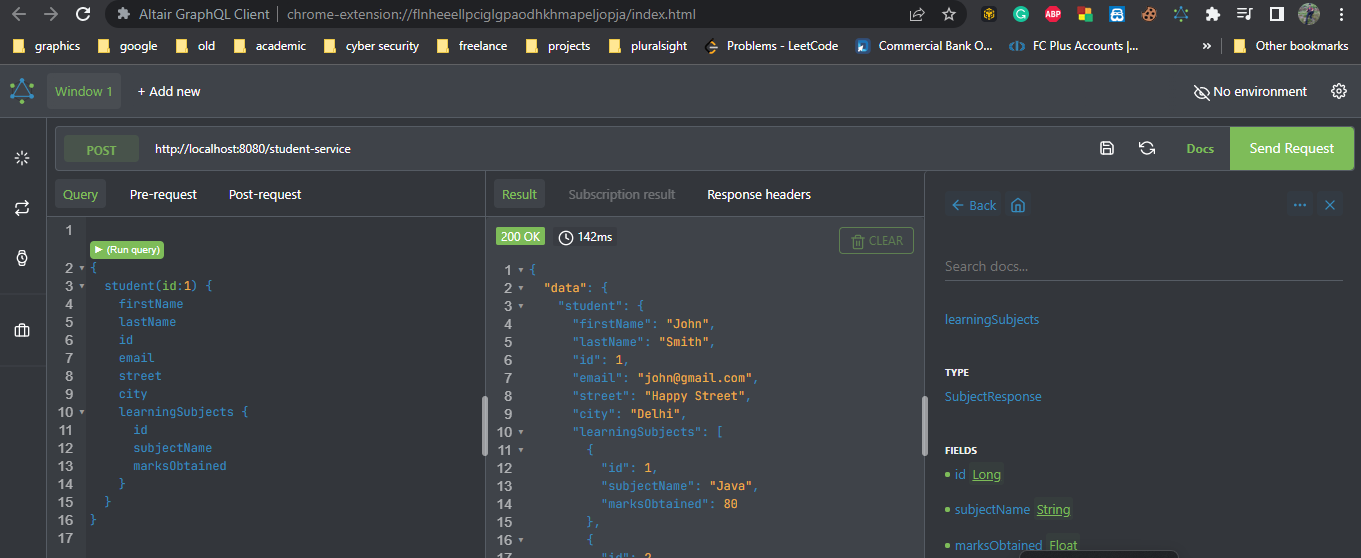 Altair GraphQL Client | chrome-extension://flnheeellpciglgpaodhkhmapeljopja/index.html
ABP
graphics google old academic cyber security freelance projects pluralsight Problems - LeetCode Commercial Bank O... FC Plus Accounts |... » Other bookmarks
Window 1 + Add new No environment
POST http://localhost:8080/student-service Docs Send Request
Query Pre-request Post-request
1
(Run query)
2 {
3 student(id:1) {
4 firstName
5 lastName
6 id
7 email
8 street
9 city
10 learningSubjects {
11 id
12 subjectName
13 marksObtained
14 }
15 }
16 }
17
Result Subscription result Response headers
200 OK 142ms CLEAR
1 {
2 "data": {
3 "student": {
4 "firstName": "John",
5 "lastName": "Smith",
6 "id": 1,
7 "email": "john@gmail.com",
8 "street": "Happy Street",
9 "city": "Delhi",
10 "learningSubjects": [
11 {
12 "id": 1,
13 "subjectName": "Java",
14 "marksObtained": 80
15 },
16 {
17 "id": 2,
Back
Search docs...
learningSubjects
TYPE
SubjectResponse
FIELDS
id Long
subjectName String
marksObtained Float